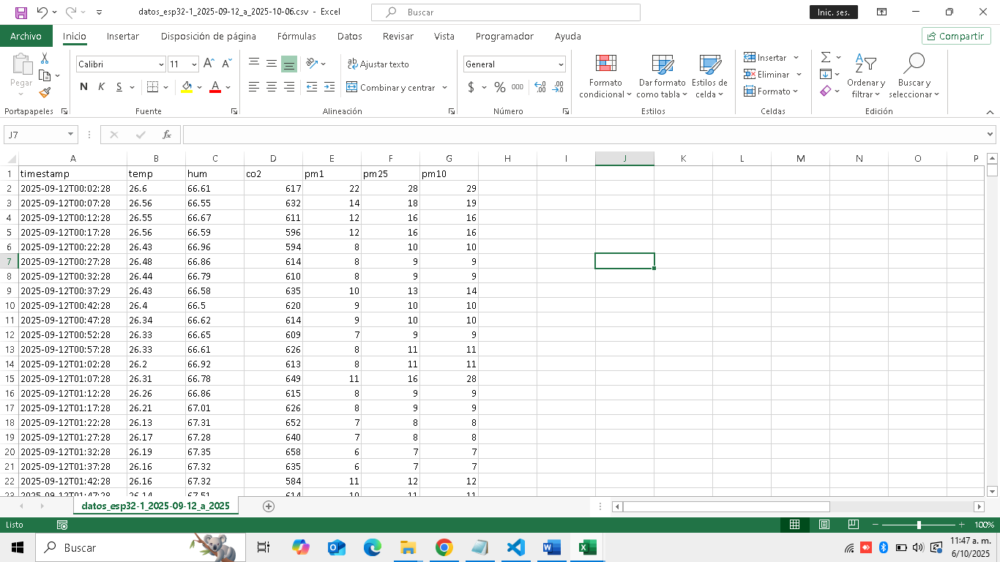 datos_esp32-1_2025-09-12_a_2025-10-06.csv - Excel
Buscar
Inic. ses.
Archivo Inicio Insertar Disposición de página Fórmulas Datos Revisar Vista Programador Ayuda Compartir
Pegar
Calibri 11
N K S
Ajustar texto
Combinar y centrar
General
$ % 000
Formato condicional
Dar formato como tabla
Estilos de celda
Insertar
Eliminar
Formato
Ordenar y filtrar
Buscar y seleccionar
Portapapeles Fuente Alineación Número Estilos Celdas Edición
J7 fx
A B C D E F G H I J K L M N O P
1 timestamp temp hum co2 pm1 pm25 pm10
2 2025-09-12T00:02:28 26.6 66.61 617 22 28 29
3 2025-09-12T00:07:28 26.56 66.55 632 14 18 19
4 2025-09-12T00:12:28 26.55 66.67 611 12 16 16
5 2025-09-12T00:17:28 26.56 66.59 596 12 16 16
6 2025-09-12T00:22:28 26.43 66.96 594 8 10 10
7 2025-09-12T00:27:28 26.48 66.86 614 8 9 9
8 2025-09-12T00:32:28 26.44 66.79 610 8 9 9
9 2025-09-12T00:37:29 26.43 66.58 635 10 13 14
10 2025-09-12T00:42:28 26.4 66.5 620 9 10 10
11 2025-09-12T00:47:28 26.34 66.62 614 9 10 10
12 2025-09-12T00:52:28 26.33 66.65 609 7 9 9
13 2025-09-12T00:57:28 26.33 66.61 626 8 11 11
14 2025-09-12T01:02:28 26.2 66.92 613 8 11 11
15 2025-09-12T01:07:28 26.31 66.78 649 11 16 28
16 2025-09-12T01:12:28 26.26 66.86 615 8 9 9
17 2025-09-12T01:17:28 26.21 67.01 626 8 9 9
18 2025-09-12T01:22:28 26.13 67.31 652 7 8 8
19 2025-09-12T01:27:28 26.17 67.28 640 7 8 8
20 2025-09-12T01:32:28 26.19 67.35 658 6 7 7
21 2025-09-12T01:37:28 26.16 67.32 635 6 7 7
22 2025-09-12T01:42:28 26.16 67.32 584 11 12 12
23 2025-09-12T01:47:28 26.14 67.51 614 10 11 11
datos_esp32-1_2025-09-12_a_2025
Listo 100%
Buscar
11:47 a. m.
6/10/2025